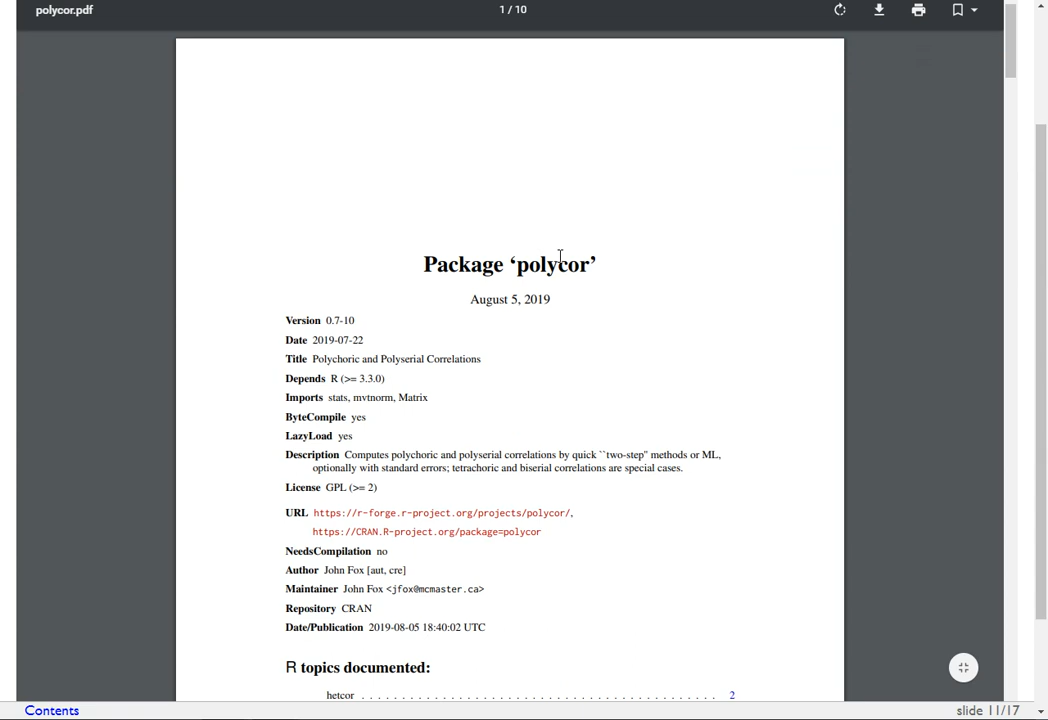 polycor.pdf
1 / 10
Package ‘polycor’
August 5, 2019
Version 0.7-10
Date 2019-07-22
Title Polychoric and Polyserial Correlations
Depends R (>= 3.3.0)
Imports stats, mvtnorm, Matrix
ByteCompile yes
LazyLoad yes
Description Computes polychoric and polyserial correlations by quick ``two-step'' methods or ML,
optionally with standard errors; tetrachoric and biserial correlations are special cases.
License GPL (>= 2)
URL https://r-forge.r-project.org/projects/polycor/,
https://CRAN.R-project.org/package=polycor
NeedsCompilation no
Author John Fox [aut, cre]
Maintainer John Fox <jfox@mcmaster.ca>
Repository CRAN
Date/Publication 2019-08-05 18:40:02 UTC
R topics documented:
hetcor . . . . . . . . . . . . . . . . . . . . . . . . . . . . . . . . . . . . . . . . . . . . 2
Contents
slide 11/17